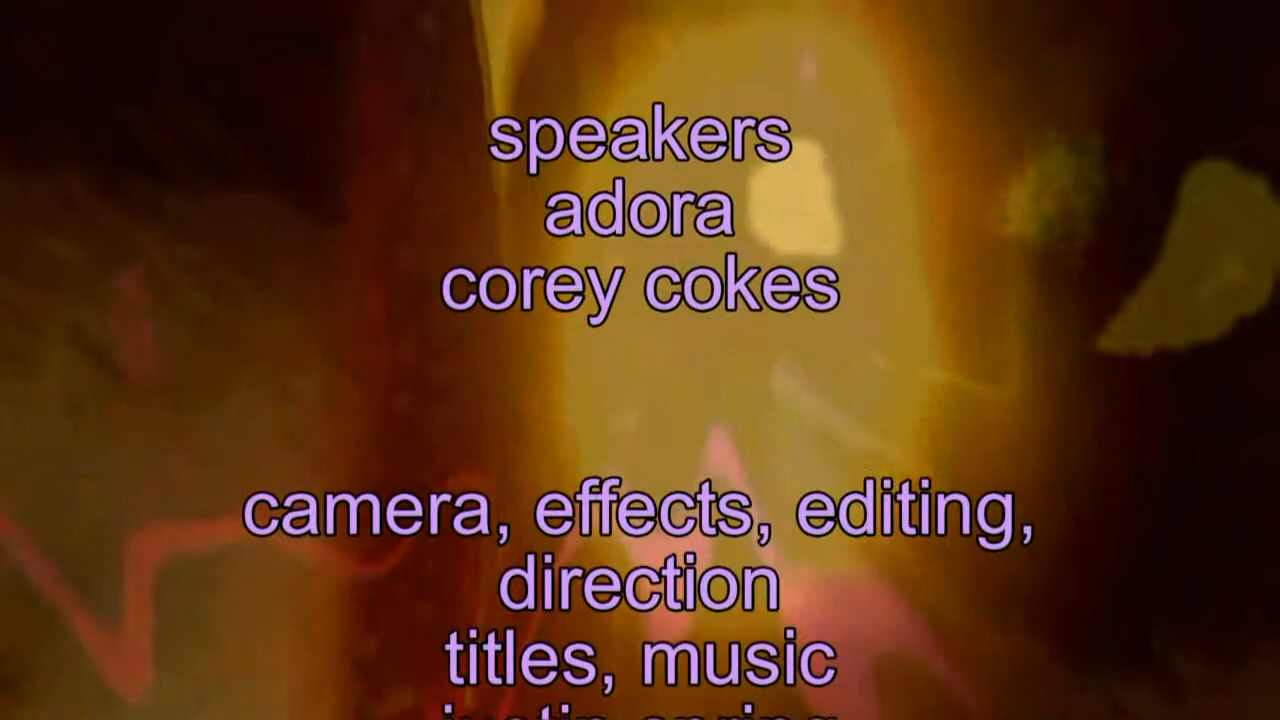 speakers
adora
corey cokes
camera, effects, editing,
direction
titles, music